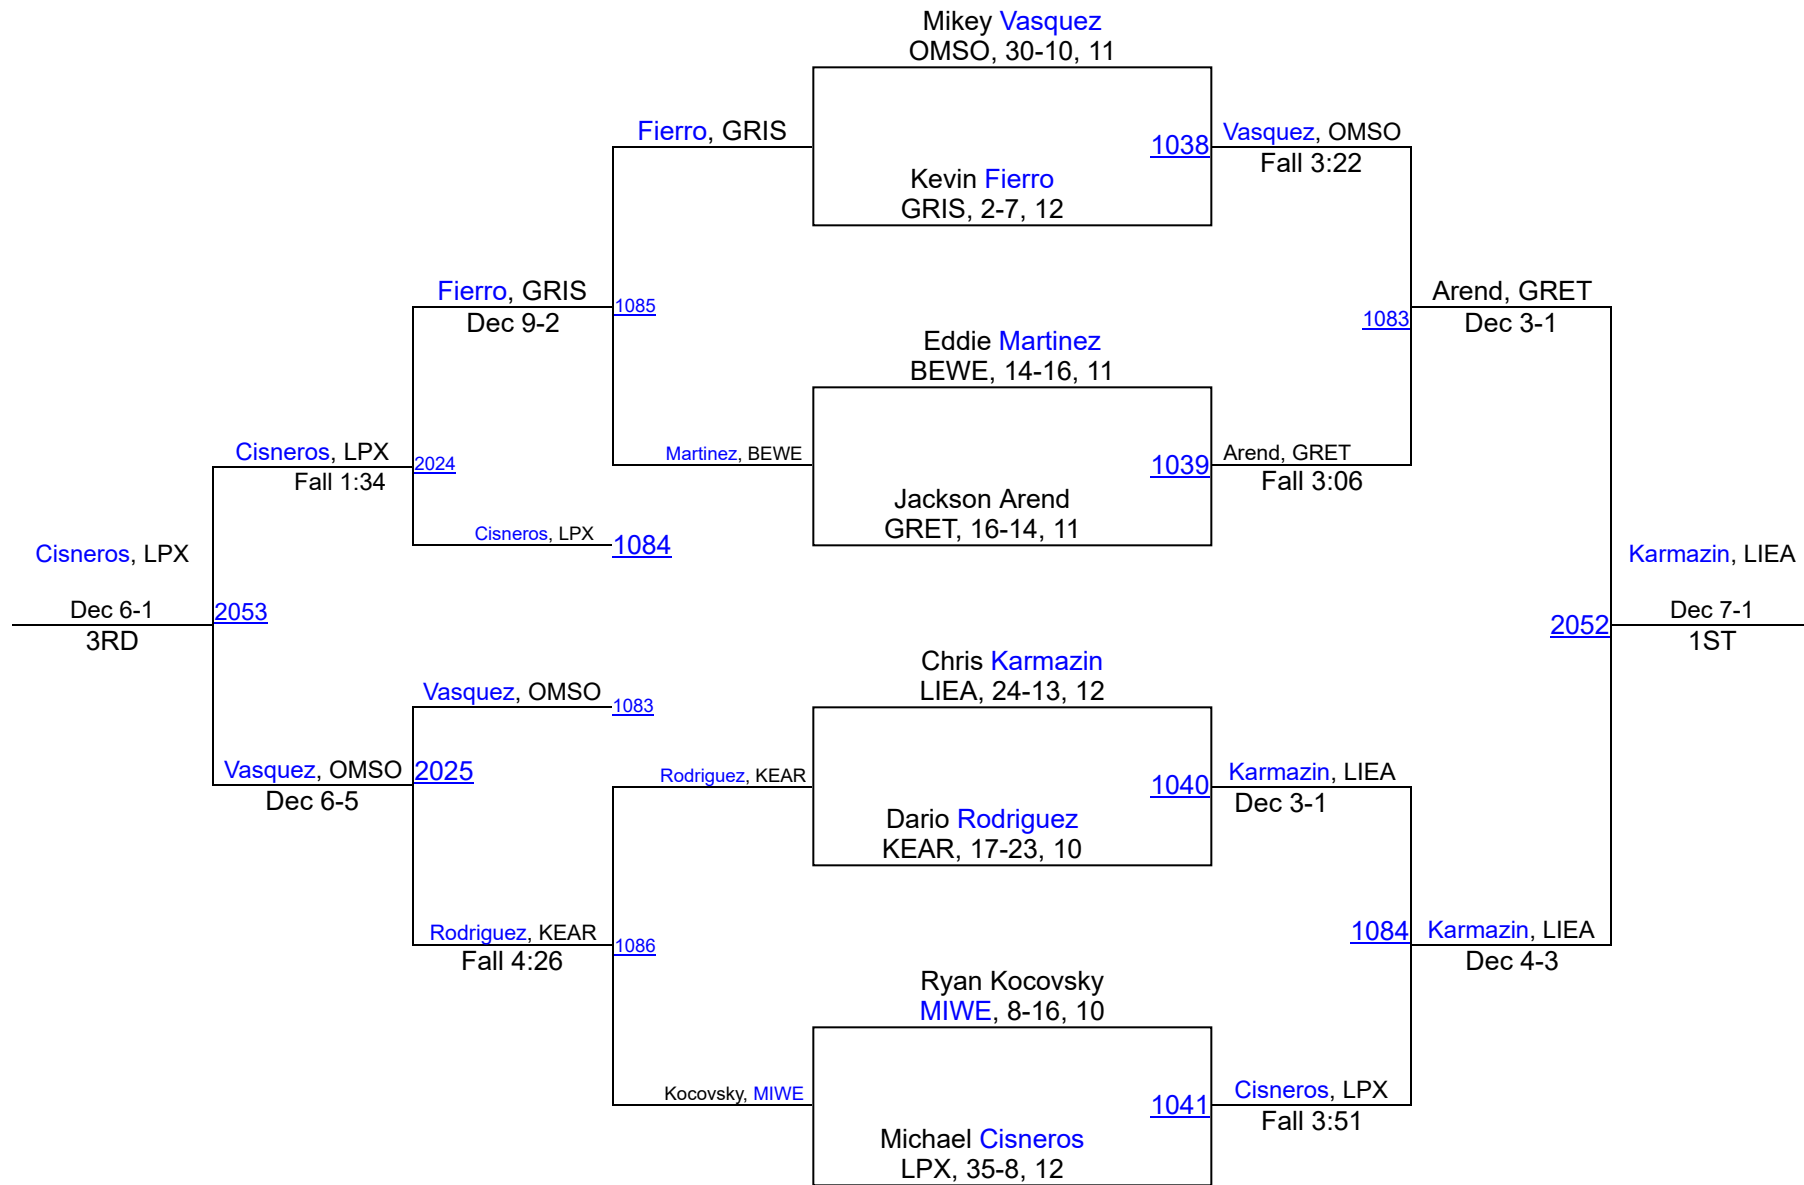 Mikey Vasquez
OMSO, 30-10, 11
Fierro, GRIS
1038
Vasquez, OMSO
Fall 3:22
Kevin Fierro
GRIS, 2-7, 12
Fierro, GRIS
Dec 9-2
1085
Arend, GRET
Dec 3-1
1083
Eddie Martinez
BEWE, 14-16, 11
Cisneros, LPX
Fall 1:34
2024
Martinez, BEWE
1039
Arend, GRET
Fall 3:06
Jackson Arend
GRET, 16-14, 11
Cisneros, LPX
1084
Cisneros, LPX
Dec 6-1
3RD
2053
Karmazin, LIEA
Dec 7-1
1ST
2052
Chris Karmazin
LIEA, 24-13, 12
Vasquez, OMSO
1083
Vasquez, OMSO
Dec 6-5
2025
Rodriguez, KEAR
1040
Karmazin, LIEA
Dec 3-1
Dario Rodriguez
KEAR, 17-23, 10
Rodriguez, KEAR
Fall 4:26
1086
1084
Karmazin, LIEA
Dec 4-3
Ryan Kocovsky
MIWE, 8-16, 10
Kocovsky, MIWE
1041
Cisneros, LPX
Fall 3:51
Michael Cisneros
LPX, 35-8, 12